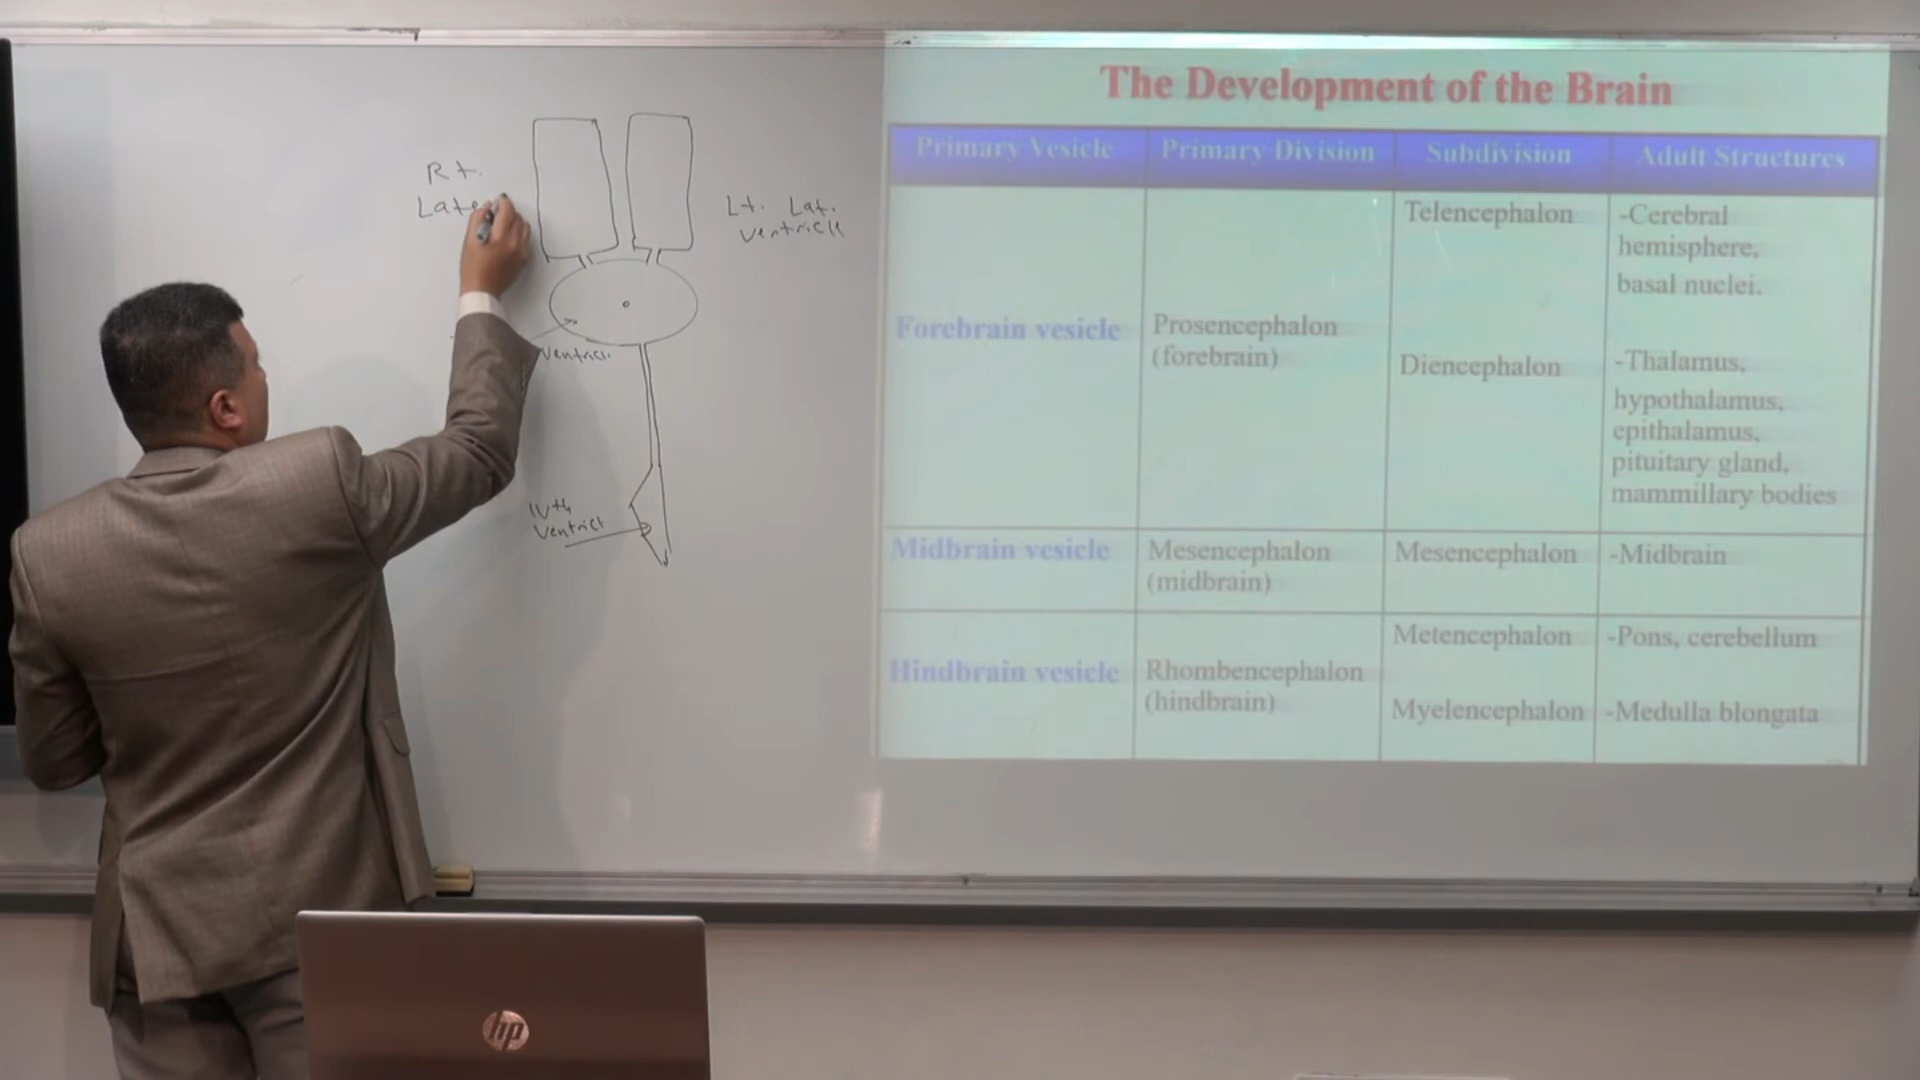 Rt.
Late
Lt. Lat.
ventricle
ventricl.
IVth
ventricl
The Development of the Brain
Primary Vesicle
Primary Division
Subdivision
Adult Structures
Forebrain vesicle
Prosencephalon
(forebrain)
Telencephalon
-Cerebral
hemisphere,
basal nuclei.
Diencephalon
-Thalamus,
hypothalamus,
epithalamus,
pituitary gland,
mammillary bodies
Midbrain vesicle
Mesencephalon
(midbrain)
Mesencephalon
-Midbrain
Hindbrain vesicle
Rhombencephalon
(hindbrain)
Metencephalon
-Pons, cerebellum
Myelencephalon
-Medulla blongata
hp